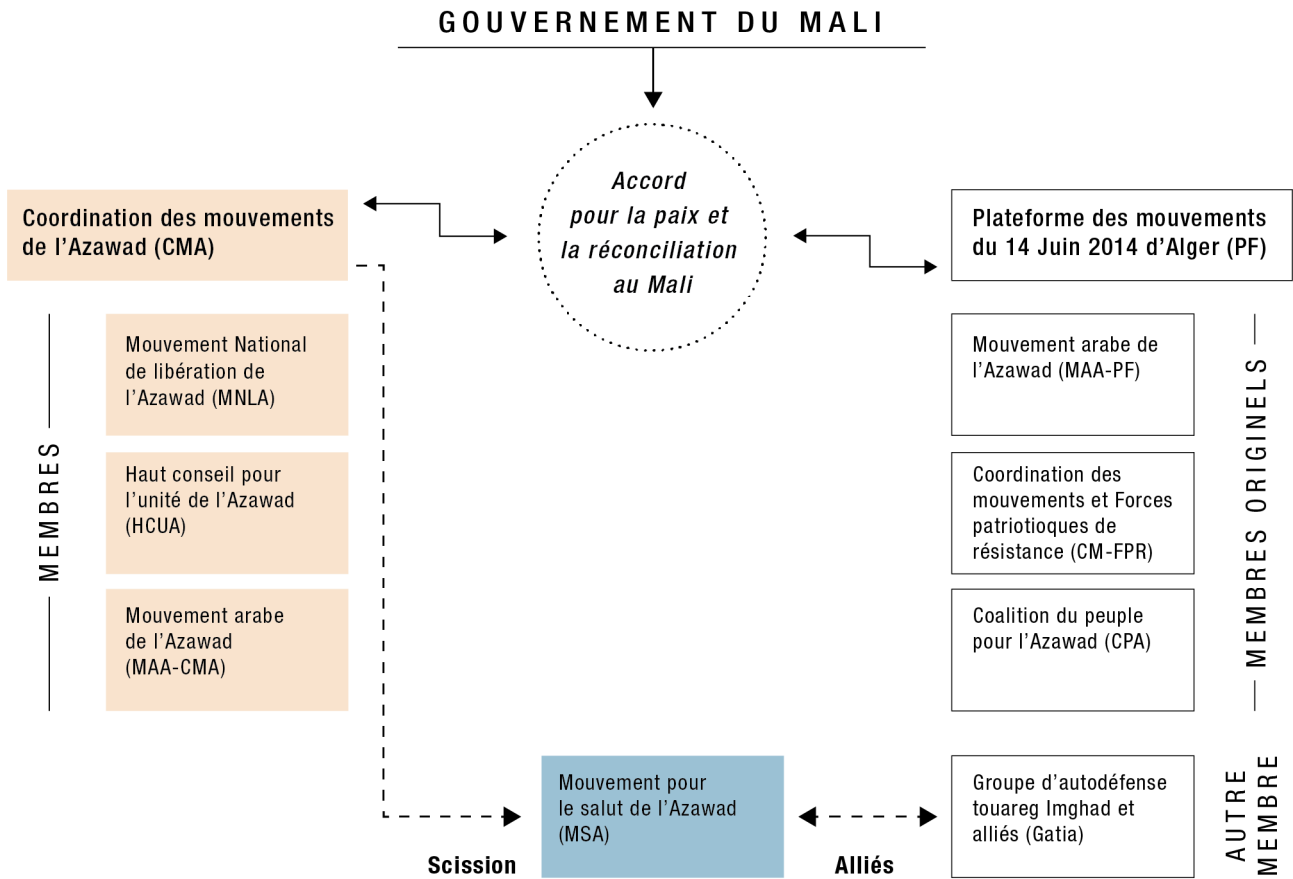 GOUVERNEMENT DU MALI
Accord
pour la paix et
la réconciliation
au Mali
Coordination des mouvements
de l’Azawad (CMA)
MEMBRES
Mouvement National
de libération de
l’Azawad (MNLA)
Haut conseil pour
l’unité de l’Azawad
(HCUA)
Mouvement arabe
de l’Azawad
(MAA-CMA)
Plateforme des mouvements
du 14 Juin 2014 d’Alger (PF)
Mouvement arabe de
l’Azawad (MAA-PF)
Coordination des
mouvements et Forces
patriotioques de
résistance (CM-FPR)
Coalition du peuple
pour l’Azawad (CPA)
MEMBRES ORIGINELS
Scission
Mouvement pour
le salut de l’Azawad
(MSA)
Alliés
Groupe d’autodéfense
touareg Imghad et
alliés (Gatia)
AUTRE
MEMBRE